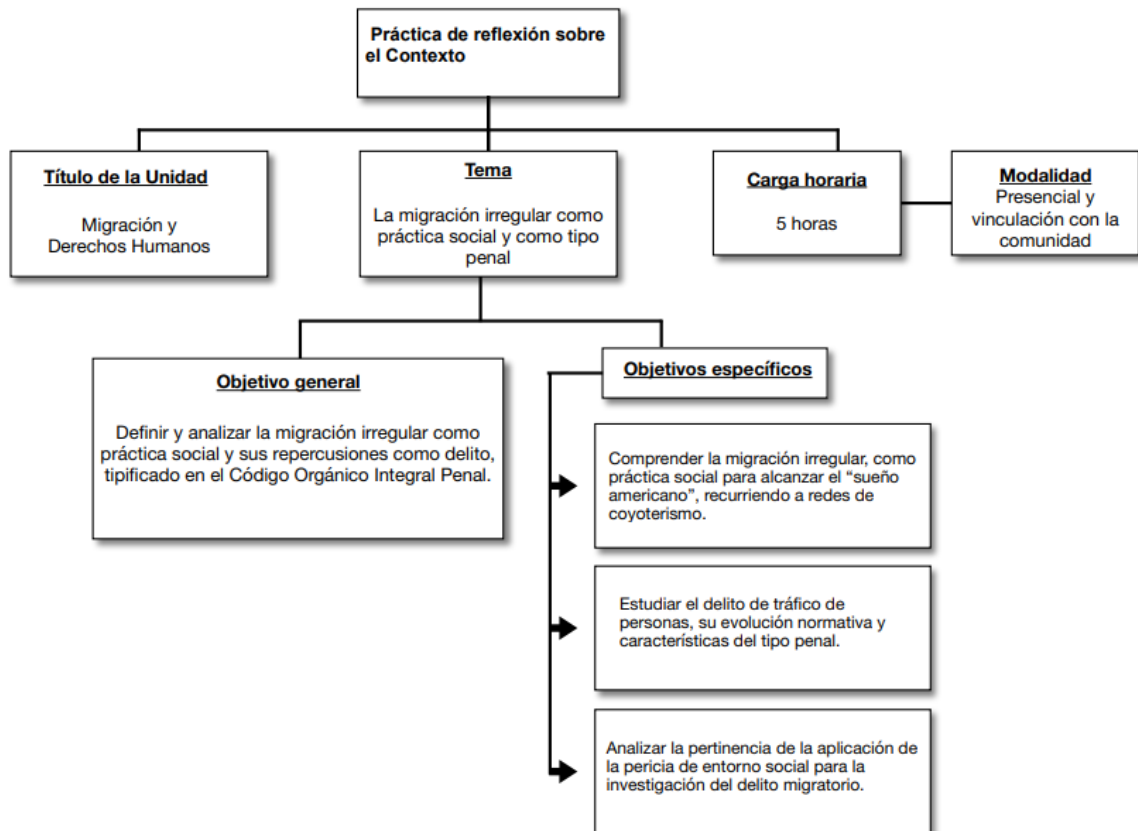 Práctica de reflexión sobre
el Contexto
Título de la Unidad
Migración y
Derechos Humanos
Tema
La migración irregular como
práctica social y como tipo
penal
Carga horaria
5 horas
Modalidad
Presencial y
vinculación con la
comunidad
Objetivo general
Definir y analizar la migración irregular como
práctica social y sus repercusiones como delito,
tipificado en el Código Orgánico Integral Penal.
Objetivos específicos
Comprender la migración irregular, como
práctica social para alcanzar el “sueño
americano”, recurriendo a redes de
coyoterismo.
Estudiar el delito de tráfico de
personas, su evolución normativa y
características del tipo penal.
Analizar la pertinencia de la aplicación de
la pericia de entorno social para la
investigación del delito migratorio.